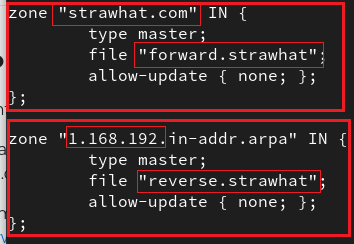 zone "strawhat.com" IN {
type master;
file "forward.strawhat";
allow-update { none; };
};
zone "1.168.192.in-addr.arpa" IN {
type master;
file "reverse.strawhat";
allow-update { none; };
};